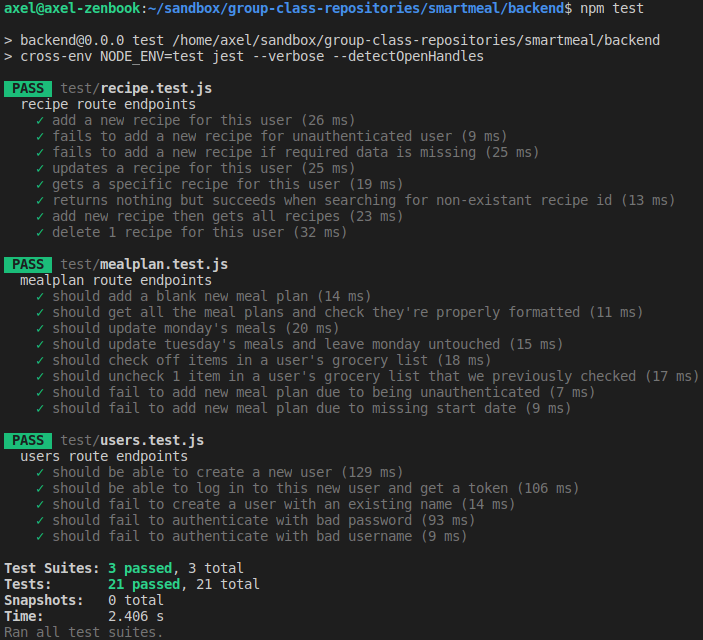 axel@axel-zenbook:~/sandbox/group-class-repositories/smartmeal/backend$ npm test
> backend@0.0.0 test /home/axel/sandbox/group-class-repositories/smartmeal/backend
> cross-env NODE_ENV=test jest --verbose --detectOpenHandles
PASS test/recipe.test.js
recipe route endpoints
✓ add a new recipe for this user (26 ms)
✓ fails to add a new recipe for unauthenticated user (9 ms)
✓ fails to add a new recipe if required data is missing (25 ms)
✓ updates a recipe for this user (25 ms)
✓ gets a specific recipe for this user (19 ms)
✓ returns nothing but succeeds when searching for non-existant recipe id (13 ms)
✓ add new recipe then gets all recipes (23 ms)
✓ delete 1 recipe for this user (32 ms)
PASS test/mealplan.test.js
mealplan route endpoints
✓ should add a blank new meal plan (14 ms)
✓ should get all the meal plans and check they're properly formatted (11 ms)
✓ should update monday's meals (20 ms)
✓ should update tuesday's meals and leave monday untouched (15 ms)
✓ should check off items in a user's grocery list (18 ms)
✓ should uncheck 1 item in a user's grocery list that we previously checked (17 ms)
✓ should fail to add new meal plan due to being unauthenticated (7 ms)
✓ should fail to add new meal plan due to missing start date (9 ms)
PASS test/users.test.js
users route endpoints
✓ should be able to create a new user (129 ms)
✓ should be able to log in to this new user and get a token (106 ms)
✓ should fail to create a user with an existing name (14 ms)
✓ should fail to authenticate with bad password (93 ms)
✓ should fail to authenticate with bad username (9 ms)
Test Suites: 3 passed, 3 total
Tests: 21 passed, 21 total
Snapshots: 0 total
Time: 2.406 s
Ran all test suites.